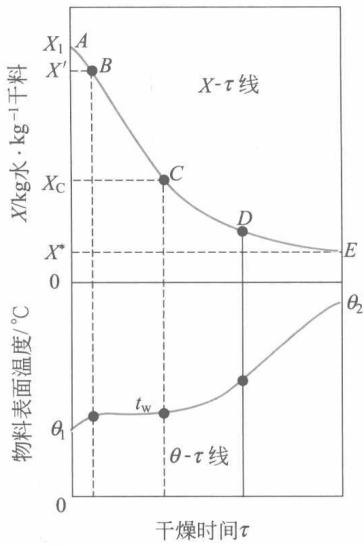 X₁ A
X′ B
X-τ线
X/kg水·kg⁻¹干料
X_C C
D
X* E
0
θ₂
物料表面温度/°C
t_w
θ₁
θ-τ线
0
干燥时间τ